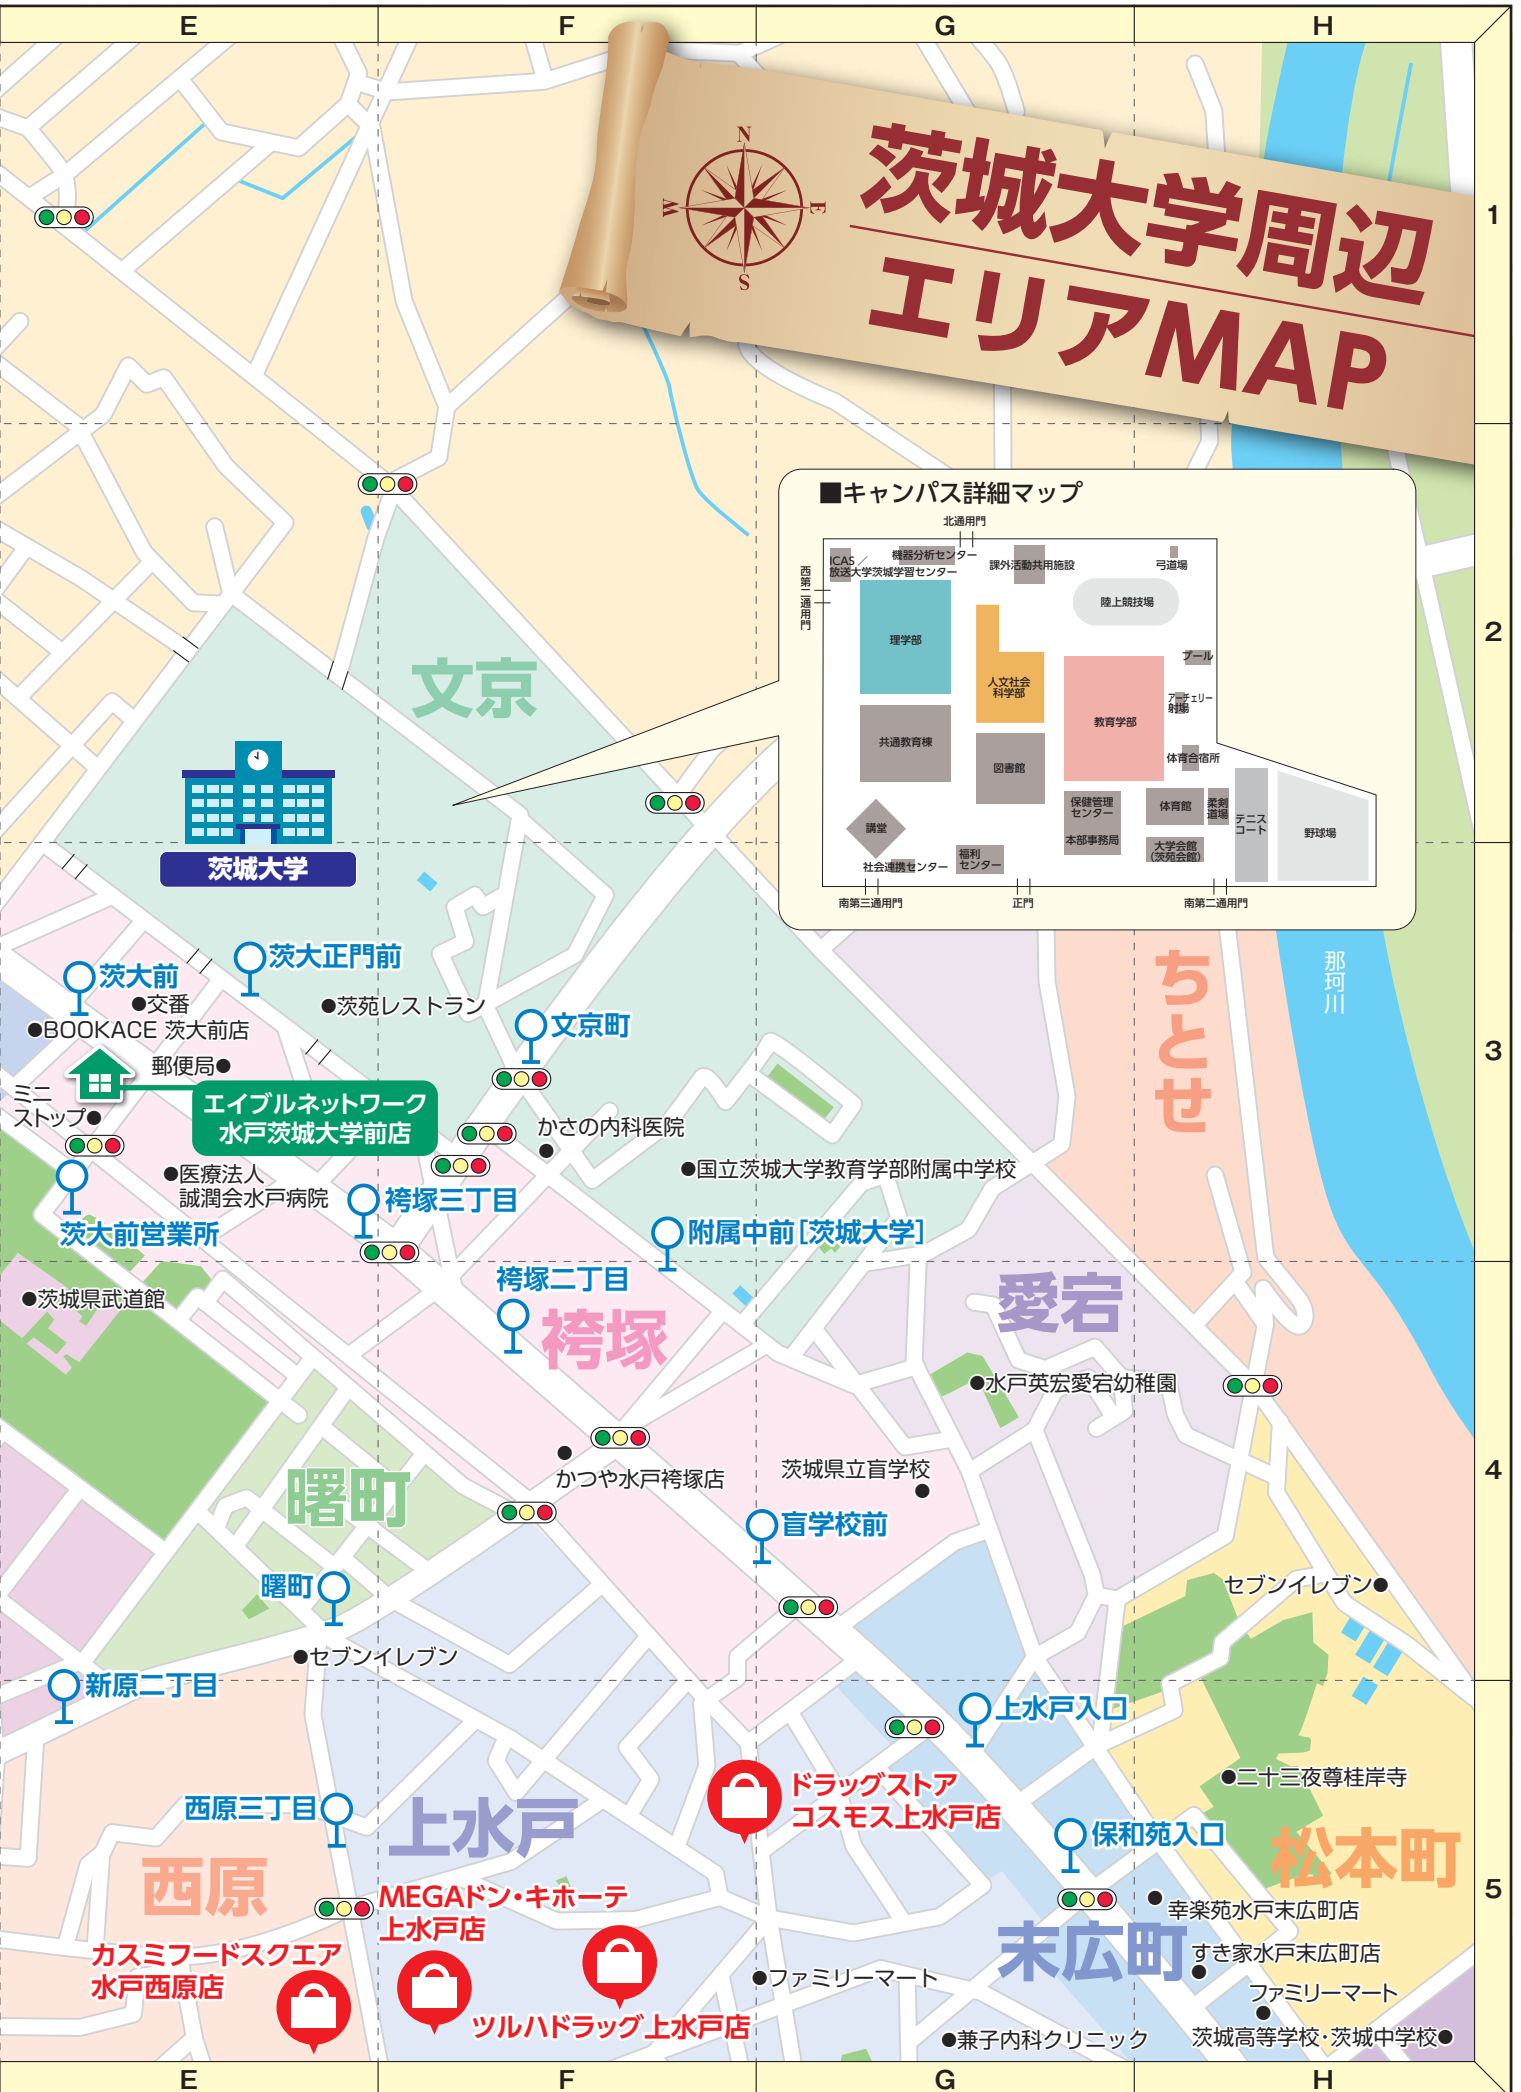 E
F
G
H
茨城大学周辺
エリアMAP
N
W
E
S
1
2
3
4
5
■キャンパス詳細マップ
北通用門
ICAS／
放送大学茨城学習センター
機器分析センター
課外活動共用施設
弓道場
西第二通用門
陸上競技場
理学部
人文社会
科学部
プール
アーチェリー
射場
教育学部
共通教育棟
図書館
体育合宿所
保健管理
センター
本部事務局
体育館
柔剣
道場
テニス
コート
野球場
講堂
大学会館
(茨苑会館)
社会連携センター
福利
センター
南第三通用門
正門
南第二通用門
文京
茨城大学
茨大前
茨大正門前
●交番
●BOOKACE 茨大前店
●茨苑レストラン
文京町
郵便局●
ミニ
ストップ●
エイブルネットワーク
水戸茨城大学前店
かさの内科医院
●国立茨城大学教育学部附属中学校
●医療法人
誠潤会水戸病院
袴塚三丁目
茨大前営業所
附属中前[茨城大学]
ちとせ
那珂川
●茨城県武道館
袴塚二丁目
袴塚
愛宕
●水戸英宏愛宕幼稚園
かつや水戸袴塚店
茨城県立盲学校
曙町
盲学校前
曙町
セブンイレブン●
●セブンイレブン
新原二丁目
上水戸入口
ドラッグストア
コスモス上水戸店
●二十三夜尊桂岸寺
西原三丁目
上水戸
保和苑入口
松本町
西原
MEGAドン・キホーテ
上水戸店
幸楽苑水戸末広町店
末広町
すき家水戸末広町店
カスミフードスクエア
水戸西原店
●ファミリーマート
ファミリーマート
ツルハドラッグ上水戸店
●兼子内科クリニック
茨城高等学校・茨城中学校●
E
F
G
H